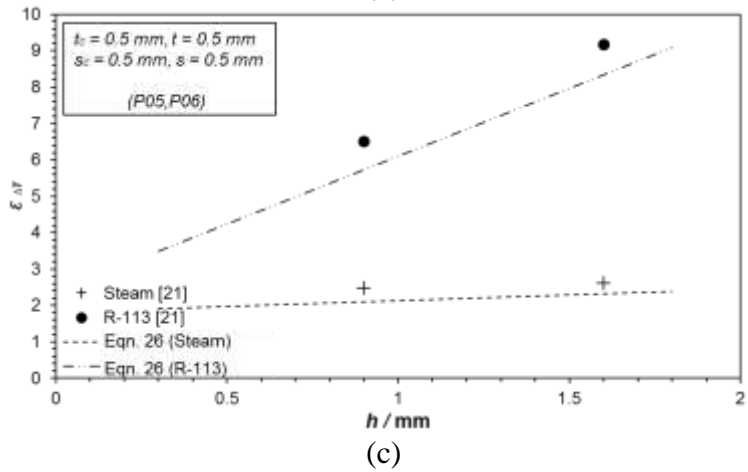 10
9
8
7
6
5
4
3
2
1
0
ε ΔT
tc = 0.5 mm, t = 0.5 mm
sc = 0.5 mm, s = 0.5 mm
(P05,P06)
Steam [21]
R-113 [21]
Eqn. 26 (Steam)
Eqn. 26 (R-113)
0 0.5 1 1.5 2
h / mm
(c)